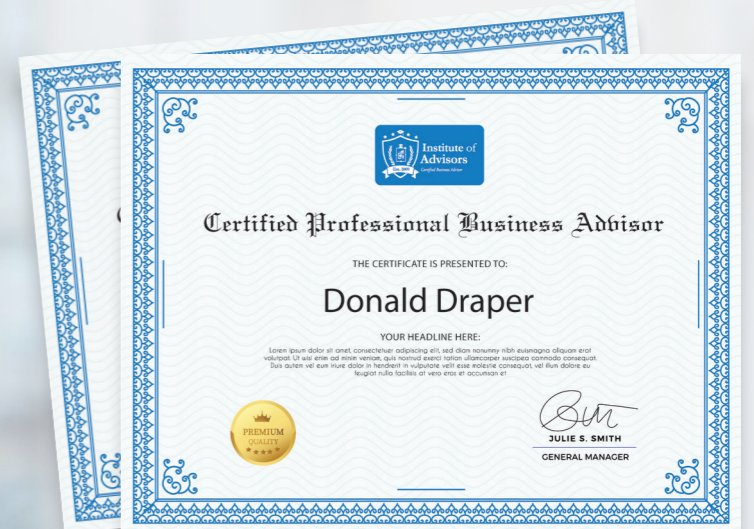 Institute of
Advisors
Certified Business Advisor
Certified Professional Business Advisor
THE CERTIFICATE IS PRESENTED TO:
Donald Draper
YOUR HEADLINE HERE:
Lorem ipsum dolor sit amet, consectetuer adipiscing elit, sed diam nonummy nibh euismagna aliquam erat
volutpat. Ut wisi enim ad minim veniam, quis nostrud exerci tation ullamcorper suscipea commodo consequat.
Duis autem vel eum iriure dolor in hendrerit in vulputate velit esse molestie consequat, vel illum dolore eu
feugiat nulla facilisis at vero eros et accumsan et
PREMIUM
QUALITY
JULIE S. SMITH
GENERAL MANAGER